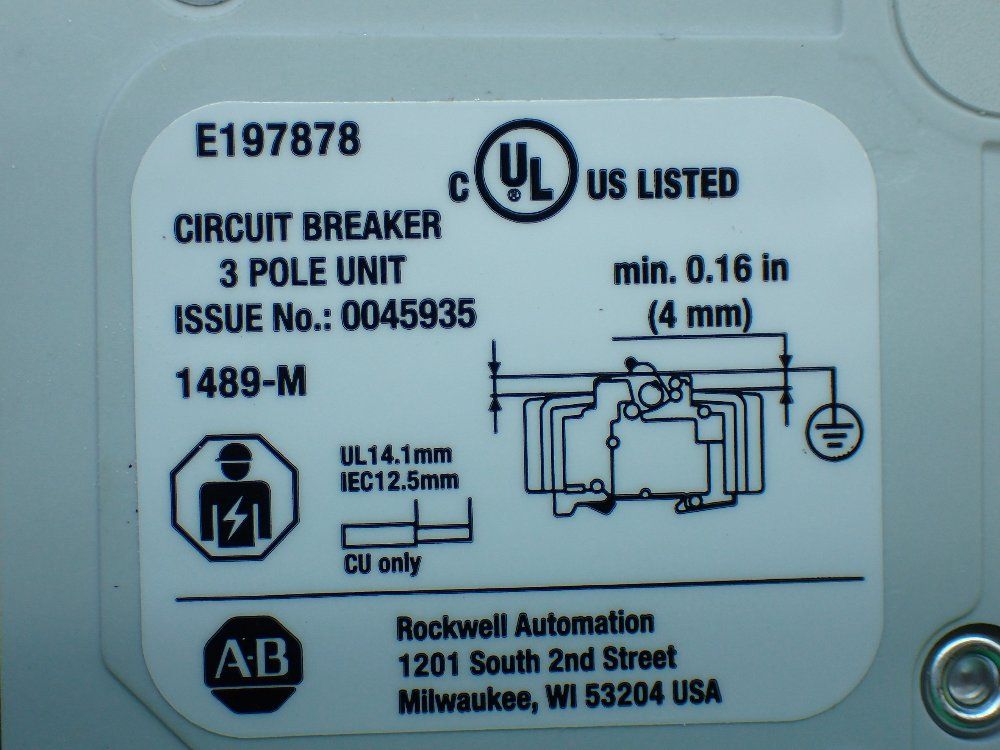 E197878
C UL ® US LISTED
CIRCUIT BREAKER
3 POLE UNIT
ISSUE No.: 0045935
min. 0.16 in
(4 mm)
1489-M
UL14.1mm
IEC12.5mm
CU only
A-B
Rockwell Automation
1201 South 2nd Street
Milwaukee, WI 53204 USA